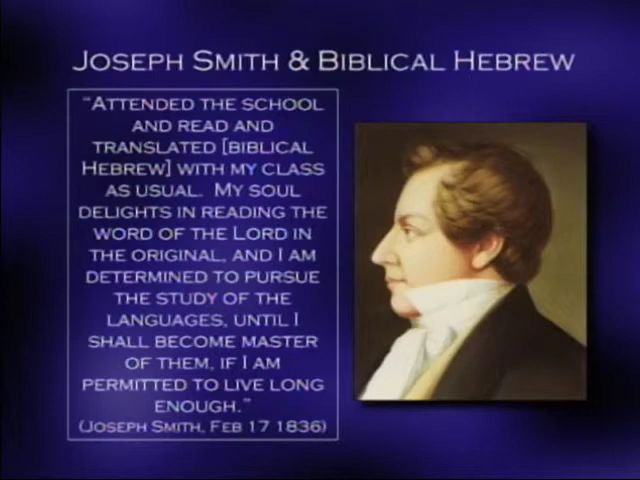 Joseph Smith & Biblical Hebrew
"Attended the school
and read and
translated [biblical
Hebrew] with my class
as usual. My soul
delights in reading the
word of the Lord in
the original, and I am
determined to pursue
the study of the
languages, until I
shall become master
of them, if I am
permitted to live long
enough."
(Joseph Smith, Feb 17 1836)